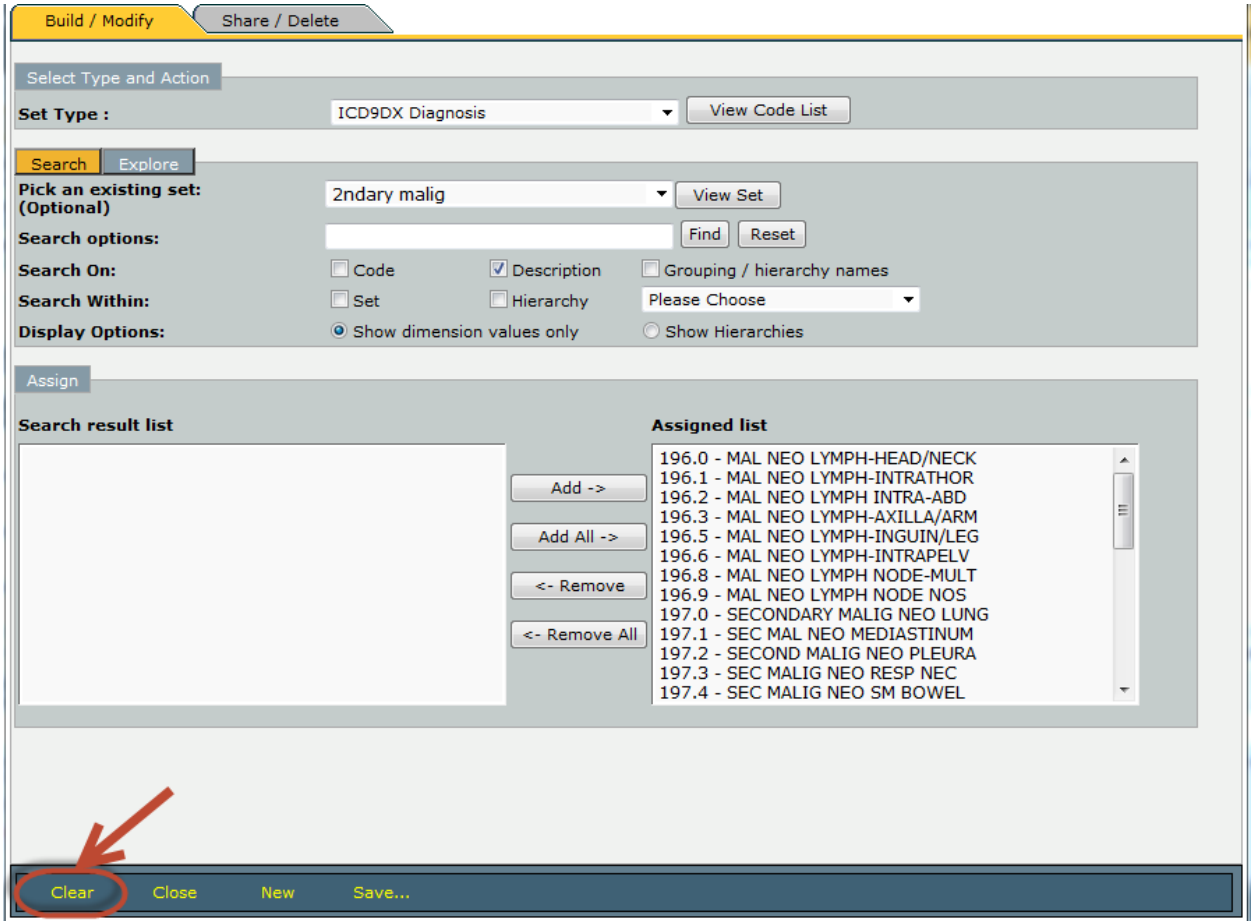 Build / Modify Share / Delete
Select Type and Action
Set Type : ICD9DX Diagnosis View Code List
Search Explore
Pick an existing set: 2ndary malig View Set
(Optional)
Search options: Find Reset
Search On: Code Description Grouping / hierarchy names
Search Within: Set Hierarchy Please Choose
Display Options: Show dimension values only Show Hierarchies
Assign
Search result list Assigned list
196.0 - MAL NEO LYMPH-HEAD/NECK
196.1 - MAL NEO LYMPH-INTRATHOR
196.2 - MAL NEO LYMPH INTRA-ABD
196.3 - MAL NEO LYMPH-AXILLA/ARM
196.5 - MAL NEO LYMPH-INGUIN/LEG
196.6 - MAL NEO LYMPH-INTRAPELV
196.8 - MAL NEO LYMPH NODE-MULT
196.9 - MAL NEO LYMPH NODE NOS
197.0 - SECONDARY MALIG NEO LUNG
197.1 - SEC MAL NEO MEDIASTINUM
197.2 - SECOND MALIG NEO PLEURA
197.3 - SEC MALIG NEO RESP NEC
197.4 - SEC MALIG NEO SM BOWEL
Add ->
Add All ->
<- Remove
<- Remove All
Clear Close New Save...